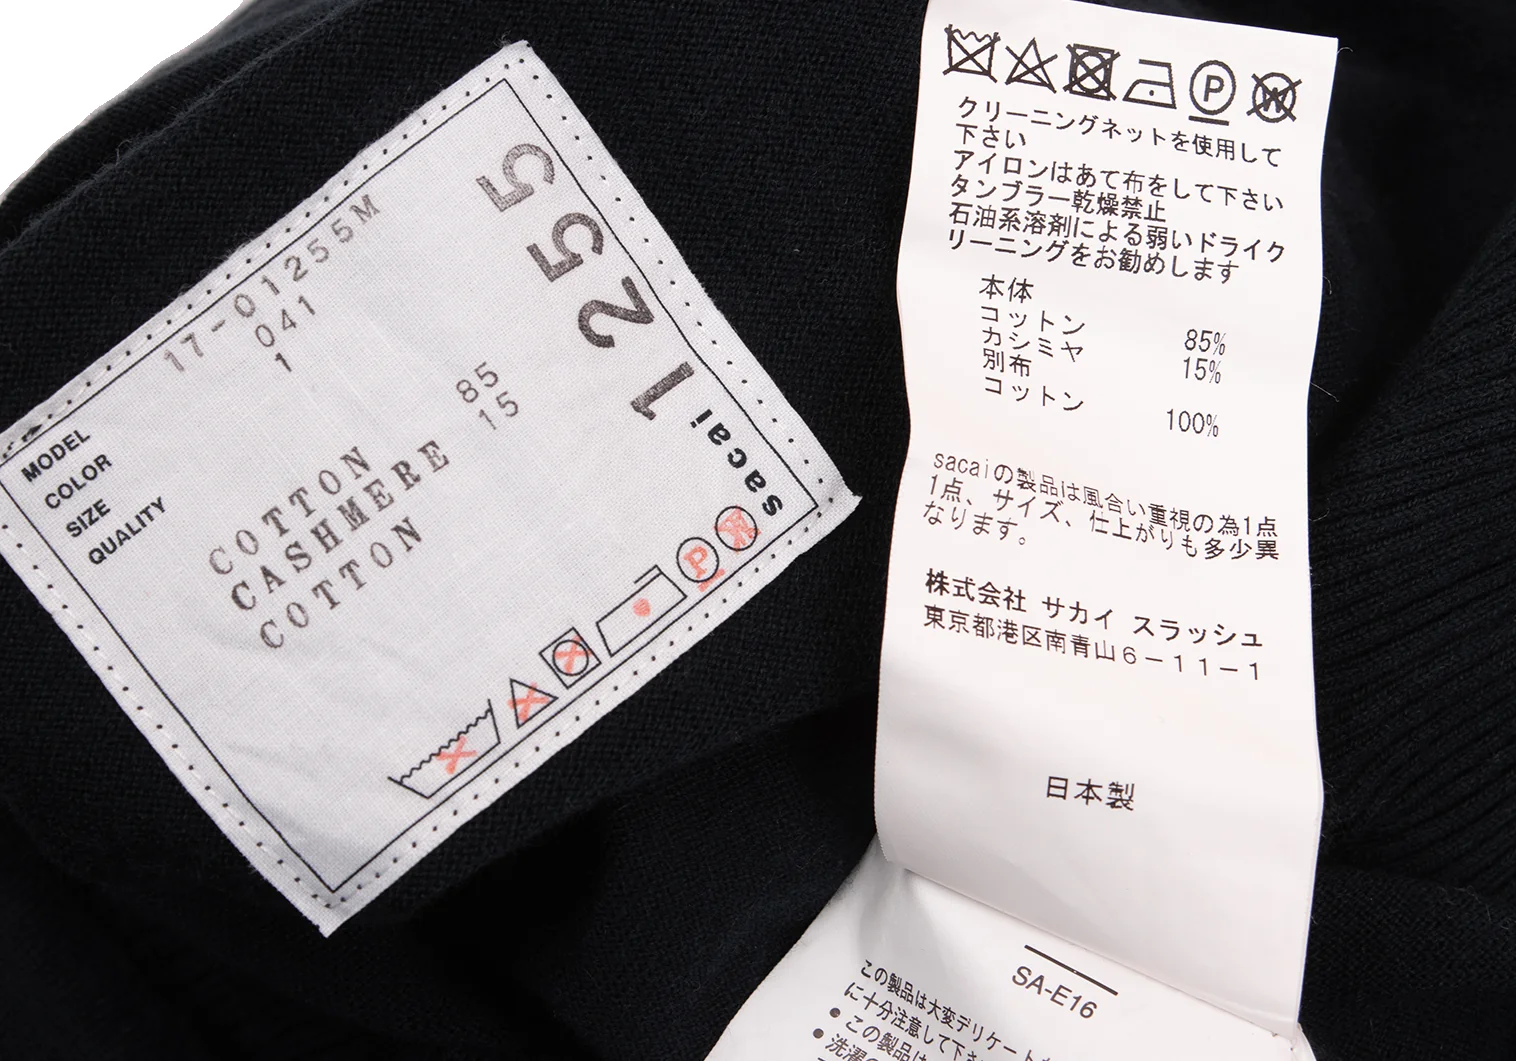 MODEL 17-01255M
COLOR 041
SIZE 1
QUALITY
COTTON 85
CASHMERE 15
COTTON
1255
sacai
P
W
P
W
クリーニングネットを使用して
下さい
アイロンはあて布をして下さい
タンブラー乾燥禁止
石油系溶剤による弱いドライク
リーニングをお勧めします
本体
コットン 85%
カシミヤ 15%
別布
コットン 100%
sacaiの製品は風合い重視の為1点
1点、サイズ、仕上がりも多少異
なります。
株式会社 サカイ スラッシュ
東京都港区南青山6-11-1
日本製
SA-E16
この製品は大変デリケート
に十分注意して下さ
●この製品は
●洗濯